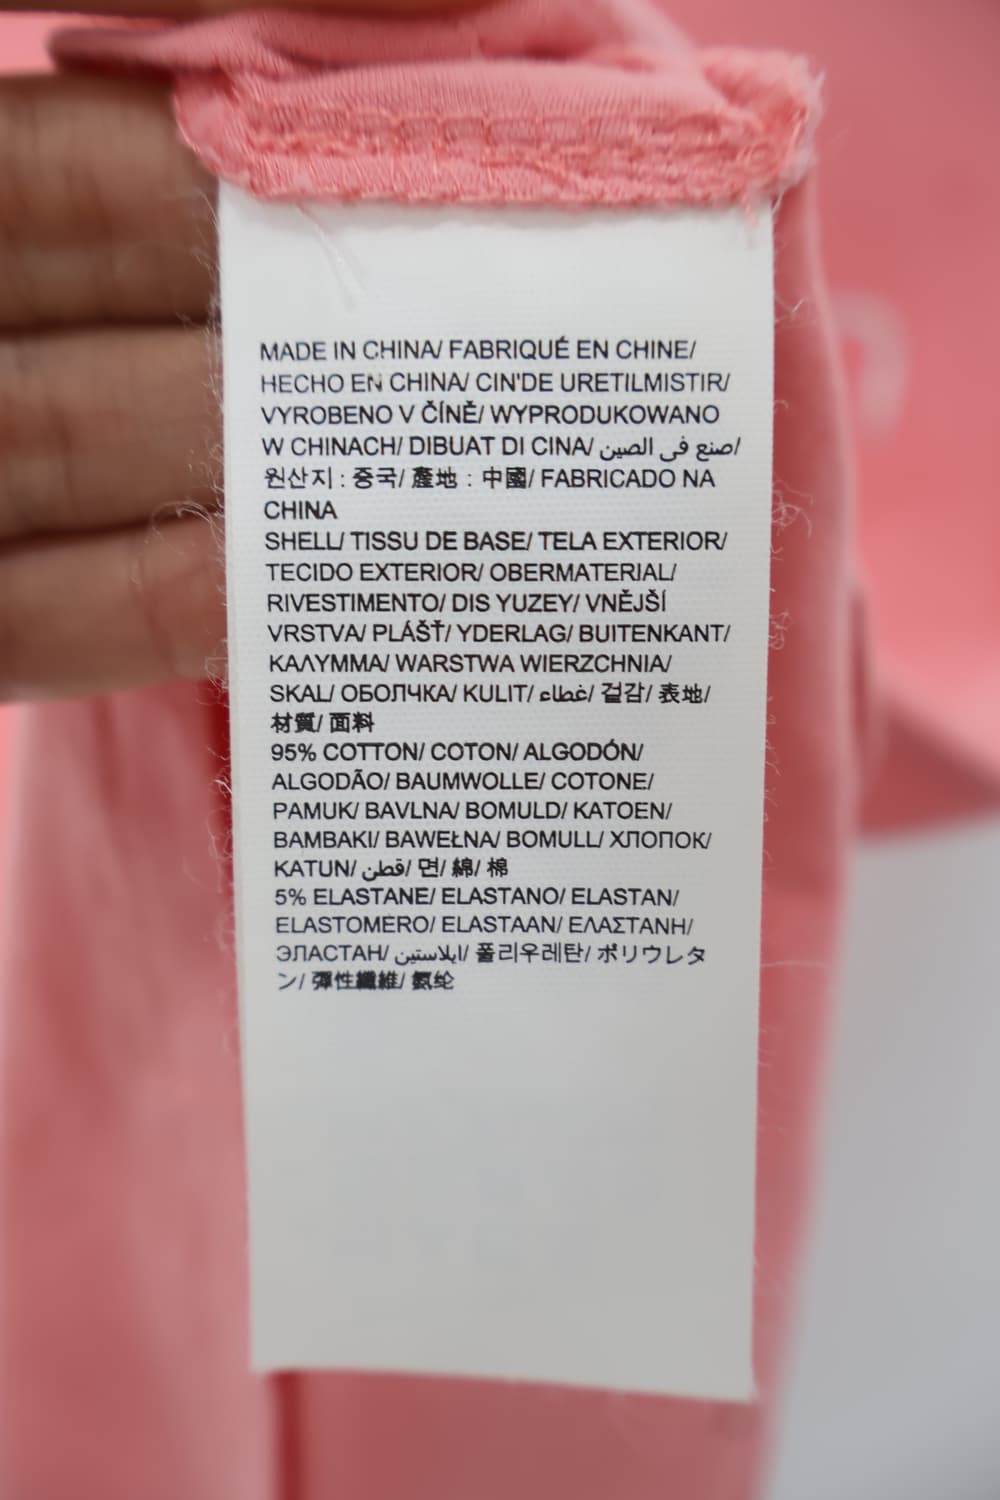 MADE IN CHINA/ FABRIQUÉ EN CHINE/
HECHO EN CHINA/ CIN'DE URETILMISTIR/
VYROBENO V ČÍNĚ/ WYPRODUKOWANO
W CHINACH/ DIBUAT DI CINA/ صنع في الصين/
원산지 : 중국/ 產地 : 中國/ FABRICADO NA
CHINA
SHELL/ TISSU DE BASE/ TELA EXTERIOR/
TECIDO EXTERIOR/ OBERMATERIAL/
RIVESTIMENTO/ DIS YUZEY/ VNĚJŠÍ
VRSTVA/ PLÁŠŤ/ YDERLAG/ BUITENKANT/
ΚΑΛΥΜΜΑ/ WARSTWA WIERZCHNIA/
SKAL/ ОБОЛЧКА/ KULIT/ غطاء/ 겉감/ 表地/
材質/ 面料
95% COTTON/ COTON/ ALGODÓN/
ALGODÃO/ BAUMWOLLE/ COTONE/
PAMUK/ BAVLNA/ BOMULD/ KATOEN/
BAMBAKI/ BAWEŁNA/ BOMULL/ ХЛОПОК/
KATUN/ قطن/ 면/ 綿/ 棉
5% ELASTANE/ ELASTANO/ ELASTAN/
ELASTOMERO/ ELASTAAN/ ΕΛΑΣΤΑΝΗ/
ЭЛАСТАН/ ايلاستين/ 폴리우레탄/ ポリウレタ
ン/ 彈性纖維/ 氨纶